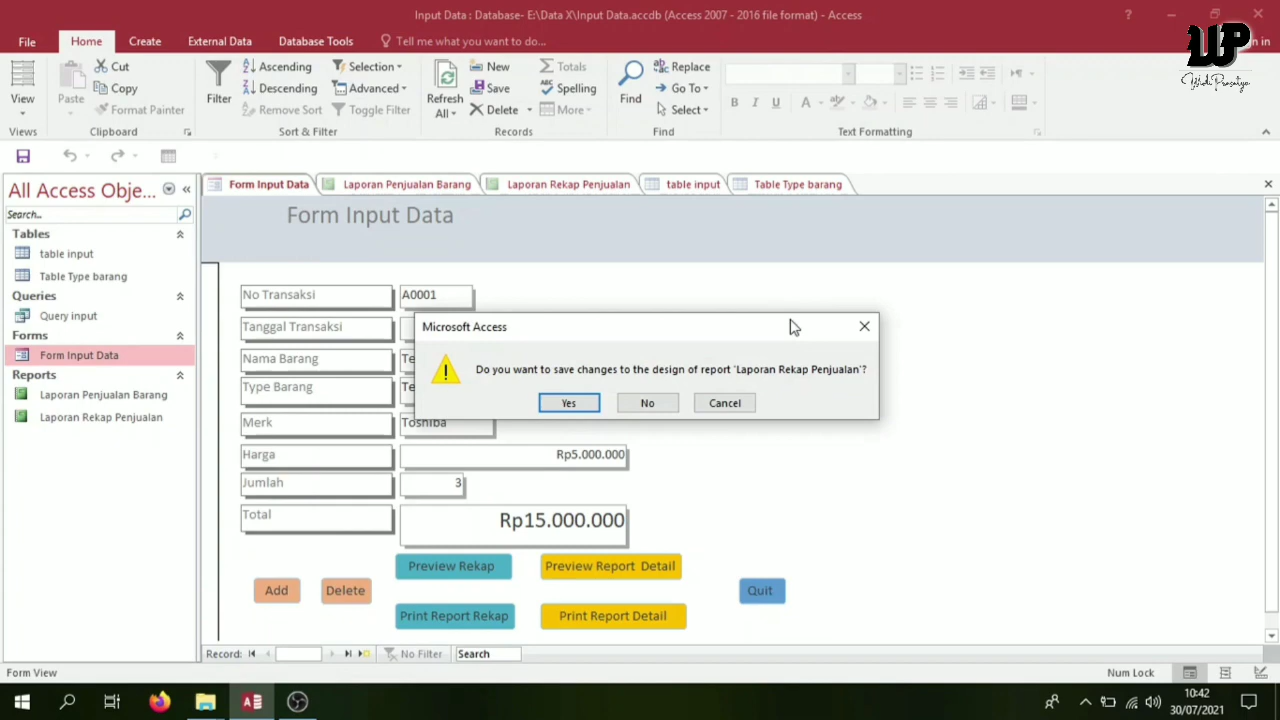 Input Data : Database- E:\Data X\Input Data.accdb (Access 2007 - 2016 file format) - Access
File Home Create External Data Database Tools Tell me what you want to do...
WP
View
Views
Paste
Cut
Copy
Format Painter
Clipboard
Filter
Ascending
Descending
Remove Sort
Selection
Advanced
Toggle Filter
Sort & Filter
Refresh All
New
Save
Delete
Totals
Spelling
More
Records
Find
Replace
Go To
Select
Find
B I U A
Text Formatting
All Access Obje...
Search..
Tables
table input
Table Type barang
Queries
Query input
Forms
Form Input Data
Reports
Laporan Penjualan Barang
Laporan Rekap Penjualan
Form Input Data Laporan Penjualan Barang Laporan Rekap Penjualan table input Table Type barang
Form Input Data
No Transaksi A0001
Tanggal Transaksi
Nama Barang Te
Type Barang Te
Merk Toshiba
Harga Rp5.000.000
Jumlah 3
Total Rp15.000.000
Microsoft Access
Do you want to save changes to the design of report 'Laporan Rekap Penjualan'?
Yes No Cancel
Preview Rekap Preview Report Detail
Add Delete Quit
Print Report Rekap Print Report Detail
Record: No Filter Search
Form View Num Lock
10:42
30/07/2021